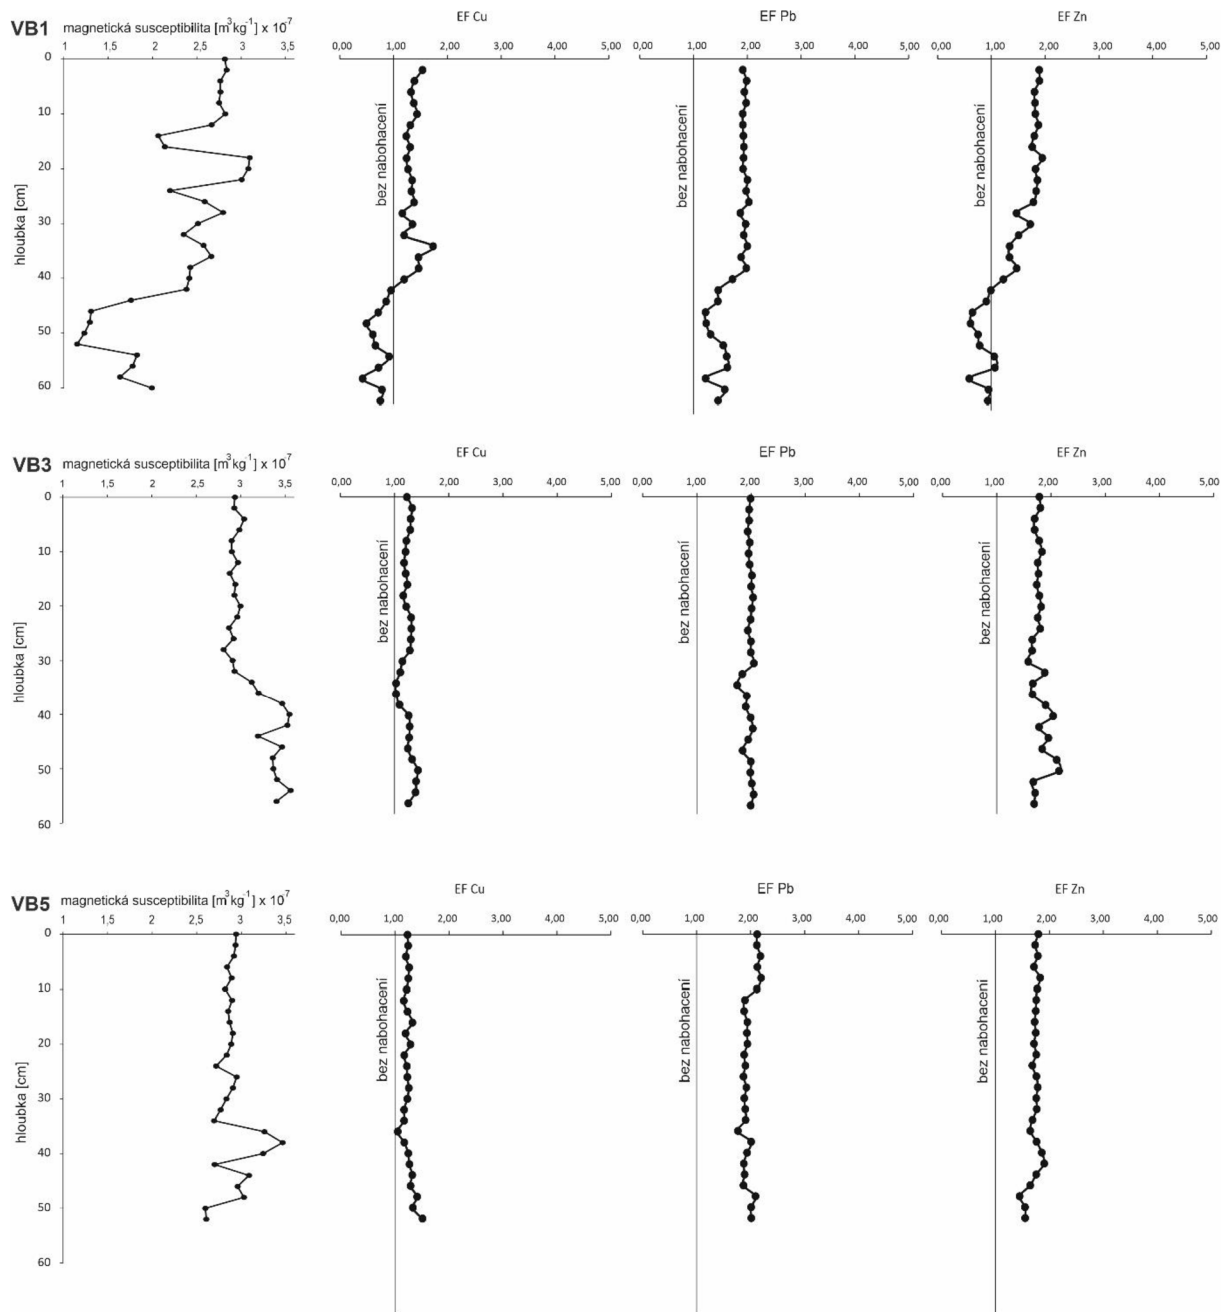 VB1 magnetická susceptibilita [m³kg⁻¹] x 10⁻⁷
EF Cu
EF Pb
EF Zn
1 1,5 2 2,5 3 3,5
0,00 1,00 2,00 3,00 4,00 5,00
0,00 1,00 2,00 3,00 4,00 5,00
0,00 1,00 2,00 3,00 4,00 5,00
0
10
20
30
40
50
60
hloubka [cm]
bez nabohacení
bez nabohacení
bez nabohacení
VB3 magnetická susceptibilita [m³kg⁻¹] x 10⁻⁷
EF Cu
EF Pb
EF Zn
1 1,5 2 2,5 3 3,5
0,00 1,00 2,00 3,00 4,00 5,00
0,00 1,00 2,00 3,00 4,00 5,00
0,00 1,00 2,00 3,00 4,00 5,00
0
10
20
30
40
50
60
hloubka [cm]
bez nabohacení
bez nabohacení
bez nabohacení
VB5 magnetická susceptibilita [m³kg⁻¹] x 10⁻⁷
EF Cu
EF Pb
EF Zn
1 1,5 2 2,5 3 3,5
0,00 1,00 2,00 3,00 4,00 5,00
0,00 1,00 2,00 3,00 4,00 5,00
0,00 1,00 2,00 3,00 4,00 5,00
0
10
20
30
40
50
60
hloubka [cm]
bez nabohacení
bez nabohacení
bez nabohacení